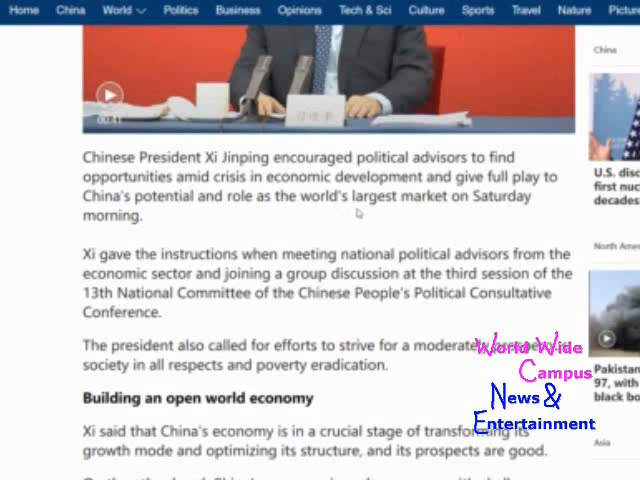 Home China World Politics Business Opinions Tech & Sci Culture Sports Travel Nature Picture
00:41
China
Chinese President Xi Jinping encouraged political advisors to find
opportunities amid crisis in economic development and give full play to
China's potential and role as the world's largest market on Saturday
morning.
U.S. disc
first nuc
decades
Xi gave the instructions when meeting national political advisors from the
economic sector and joining a group discussion at the third session of the
13th National Committee of the Chinese People's Political Consultative
Conference.
North Ame
The president also called for efforts to strive for a moderately prosperous
society in all respects and poverty eradication.
World Wide
Campus
News &
Entertainment
Pakistan
97, with
black bo
Building an open world economy
Asia
Xi said that China's economy is in a crucial stage of transforming its
growth mode and optimizing its structure, and its prospects are good.